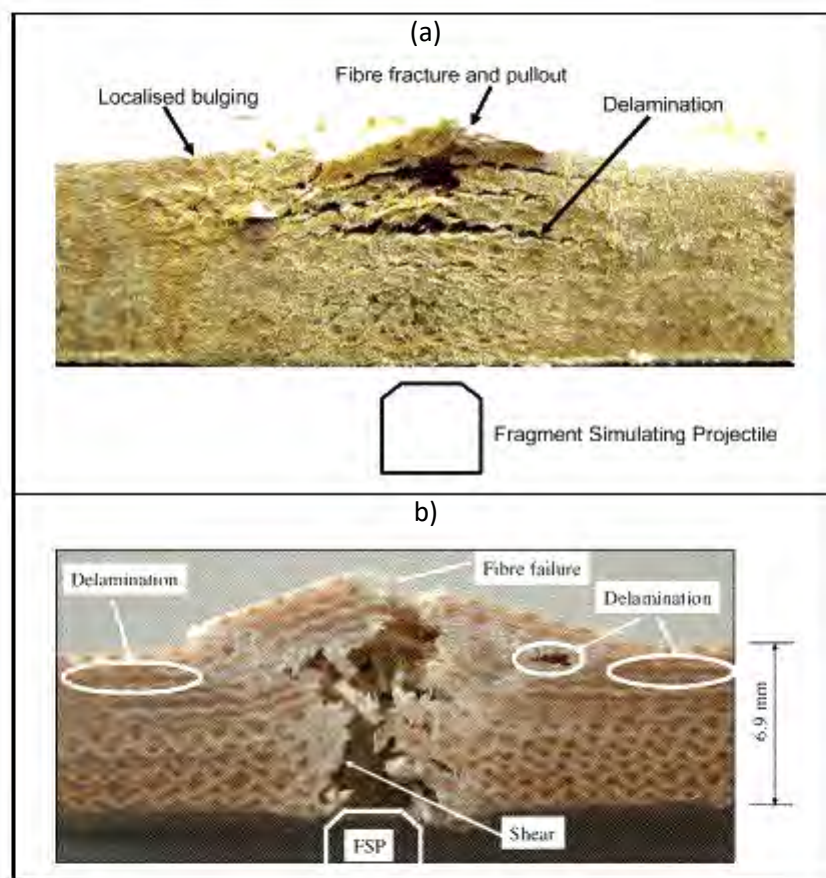 (a)
Fibre fracture and pullout
Localised bulging
Delamination
Fragment Simulating Projectile
b)
Delamination
Fibre failure
Delamination
6.9 mm
Shear
FSP